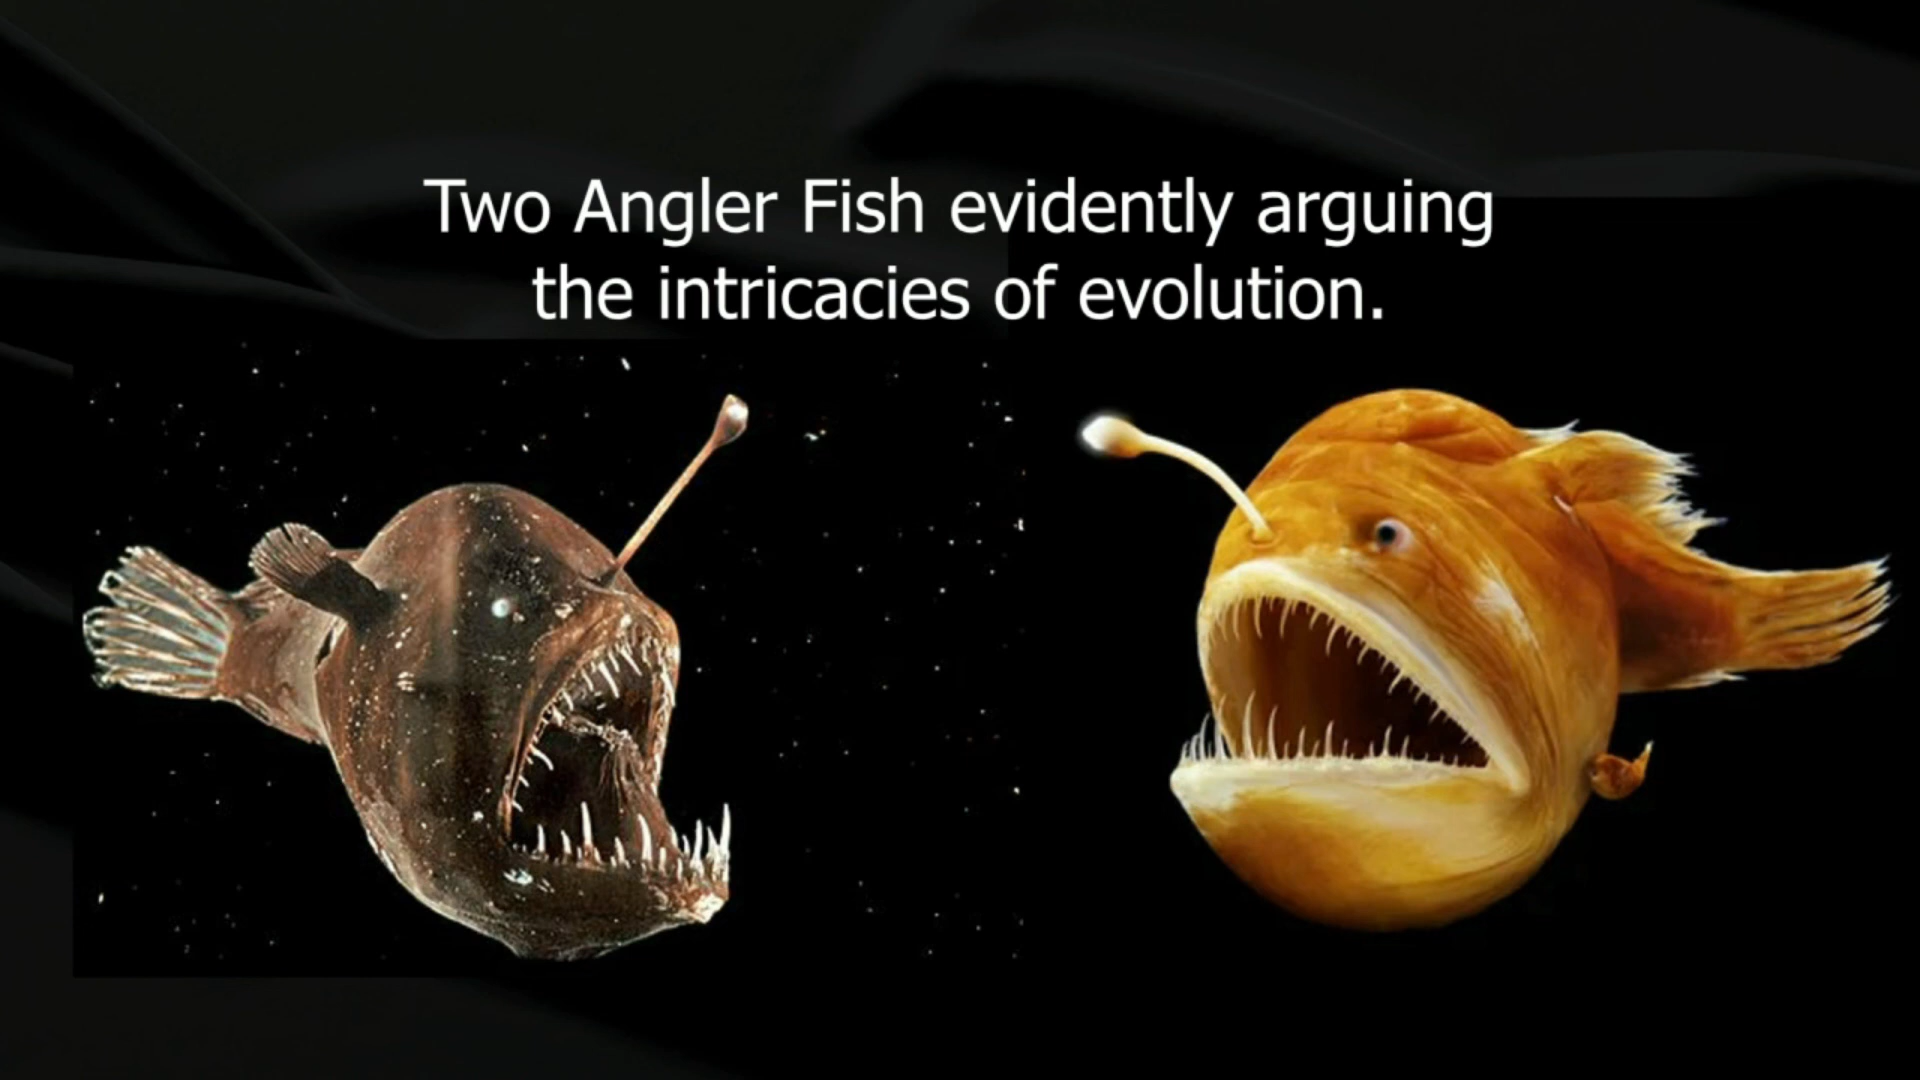 Two Angler Fish evidently arguing
the intricacies of evolution.